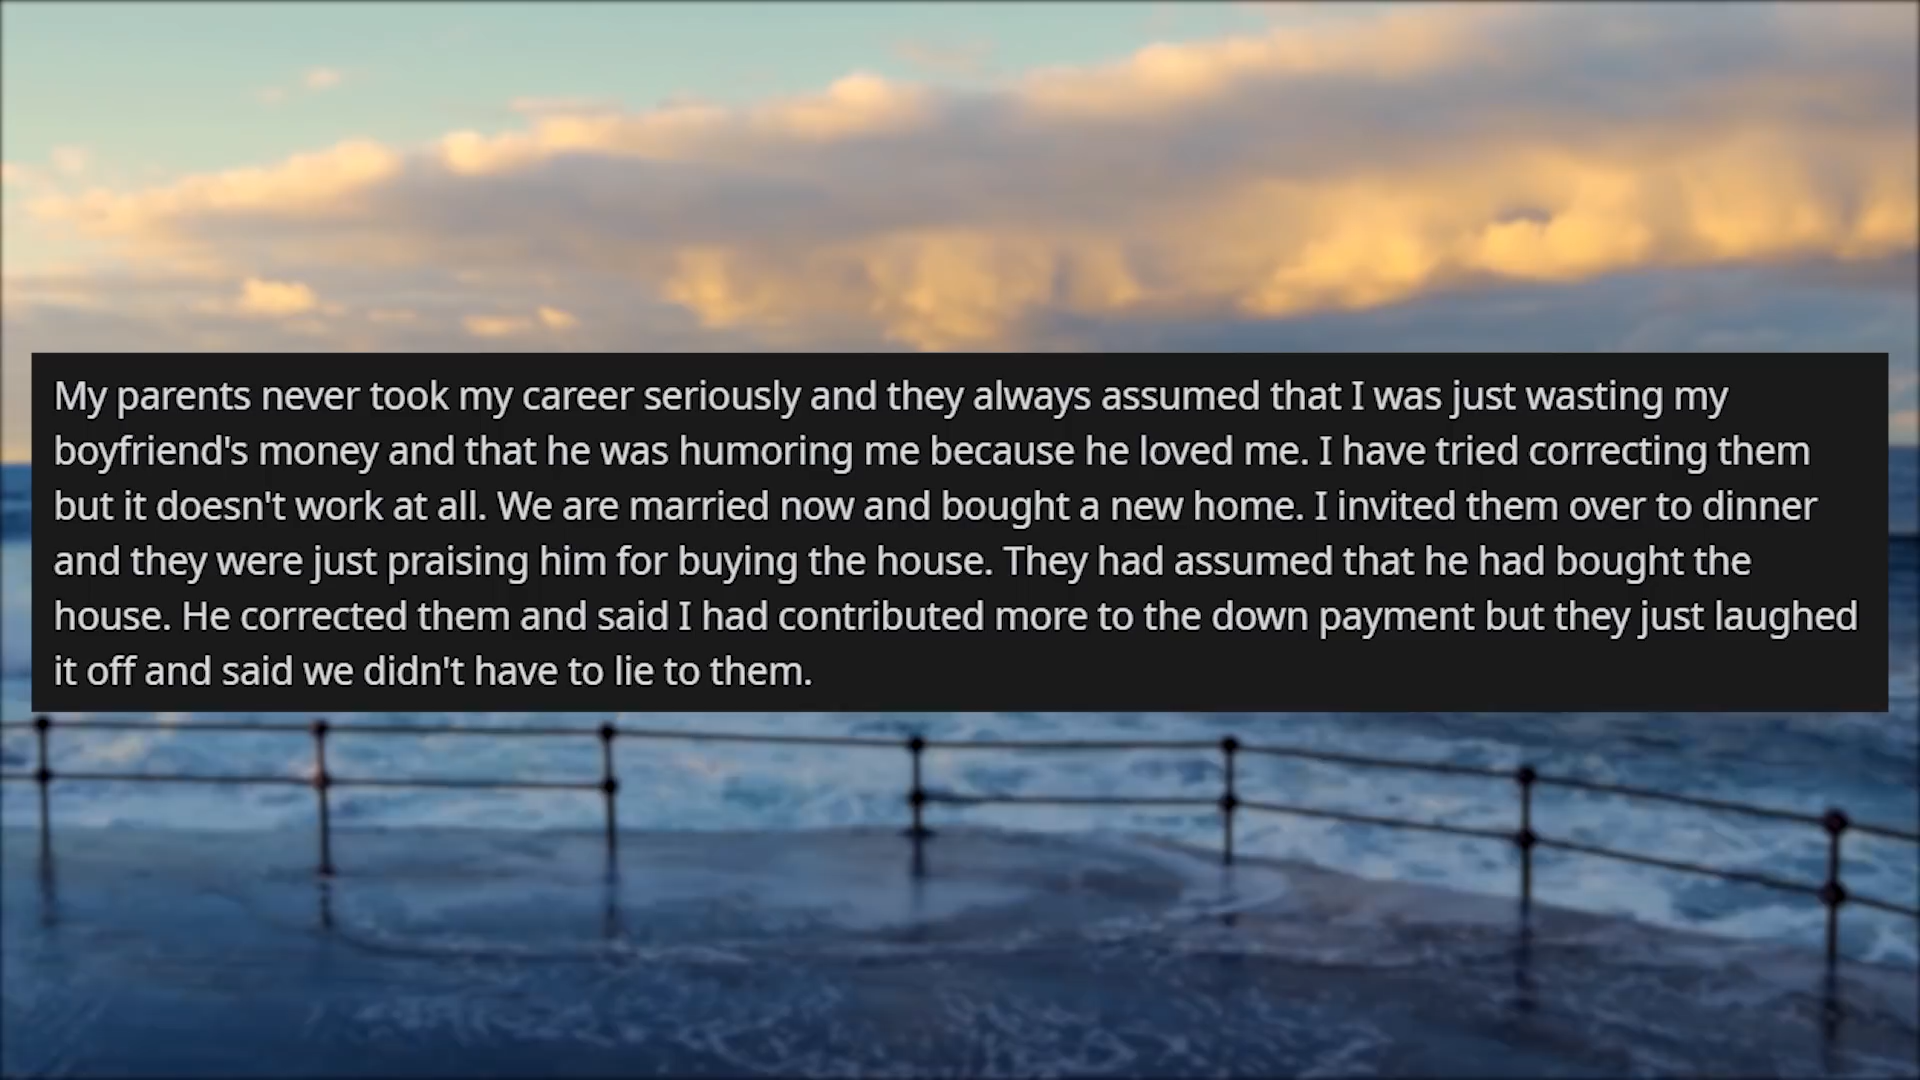 My parents never took my career seriously and they always assumed that I was just wasting my
boyfriend's money and that he was humoring me because he loved me. I have tried correcting them
but it doesn't work at all. We are married now and bought a new home. I invited them over to dinner
and they were just praising him for buying the house. They had assumed that he had bought the
house. He corrected them and said I had contributed more to the down payment but they just laughed
it off and said we didn't have to lie to them.